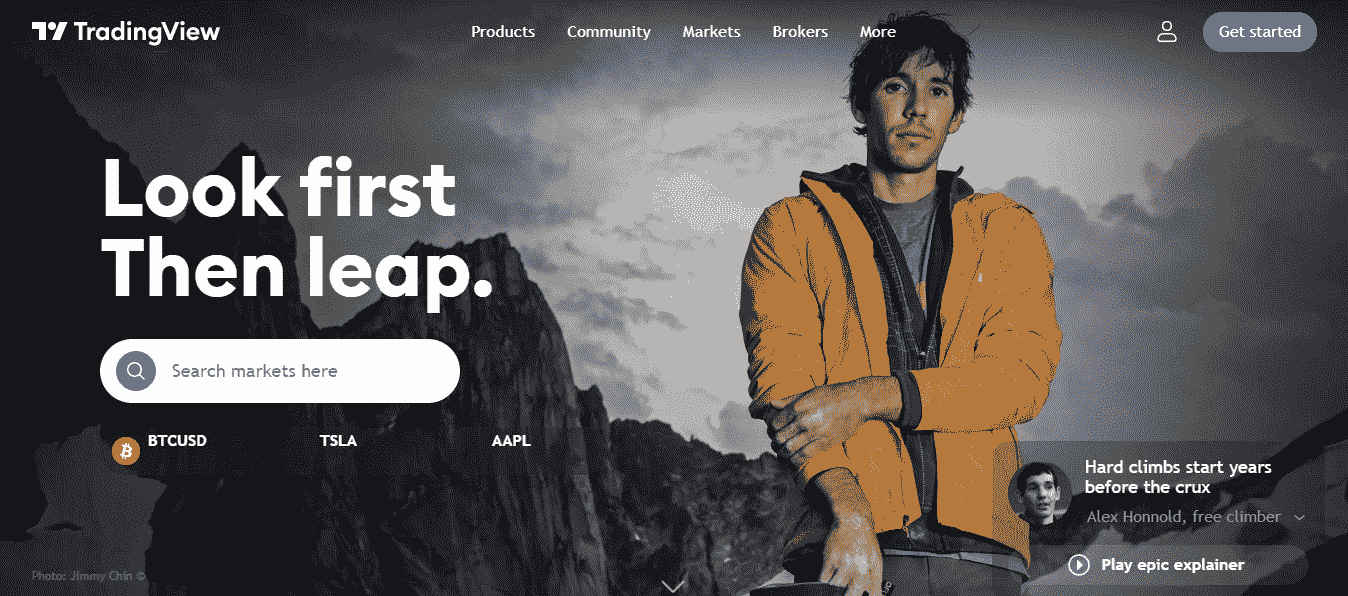 TradingView
Products Community Markets Brokers More
Get started
Look first
Then leap.
Search markets here
BTCUSD TSLA AAPL
Hard climbs start years
before the crux
Alex Honnold, free climber
Play epic explainer
Photo: Jimmy Chin ©